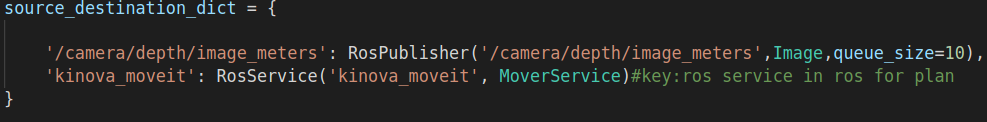 source_destination_dict = {
'/camera/depth/image_meters': RosPublisher('/camera/depth/image_meters',Image,queue_size=10),
'kinova_moveit': RosService('kinova_moveit', MoverService)#key:ros service in ros for plan
}